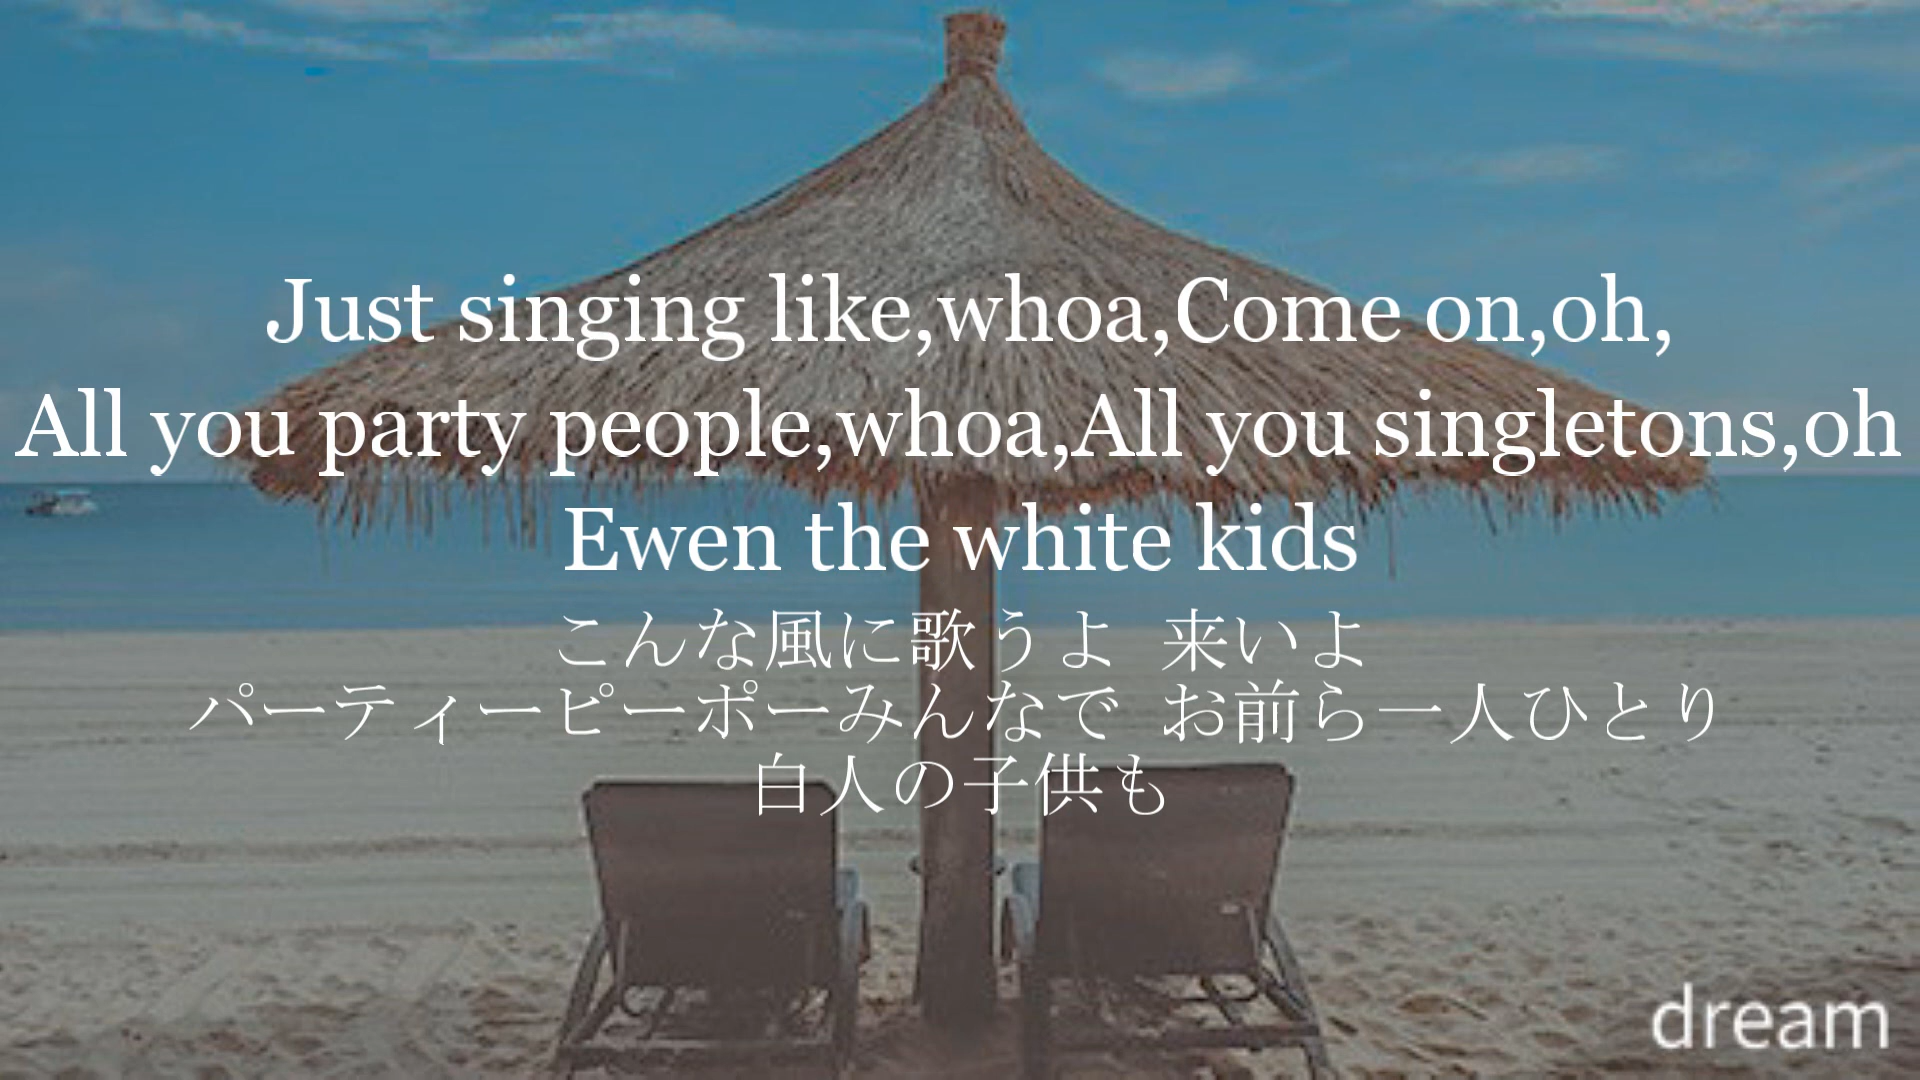 Just singing like,whoa,Come on,oh,
All you party people,whoa,All you singletons,oh
Ewen the white kids
こんな風に歌うよ 来いよ
パーティーピーポーみんなで お前ら一人ひとり
白人の子供も
dream